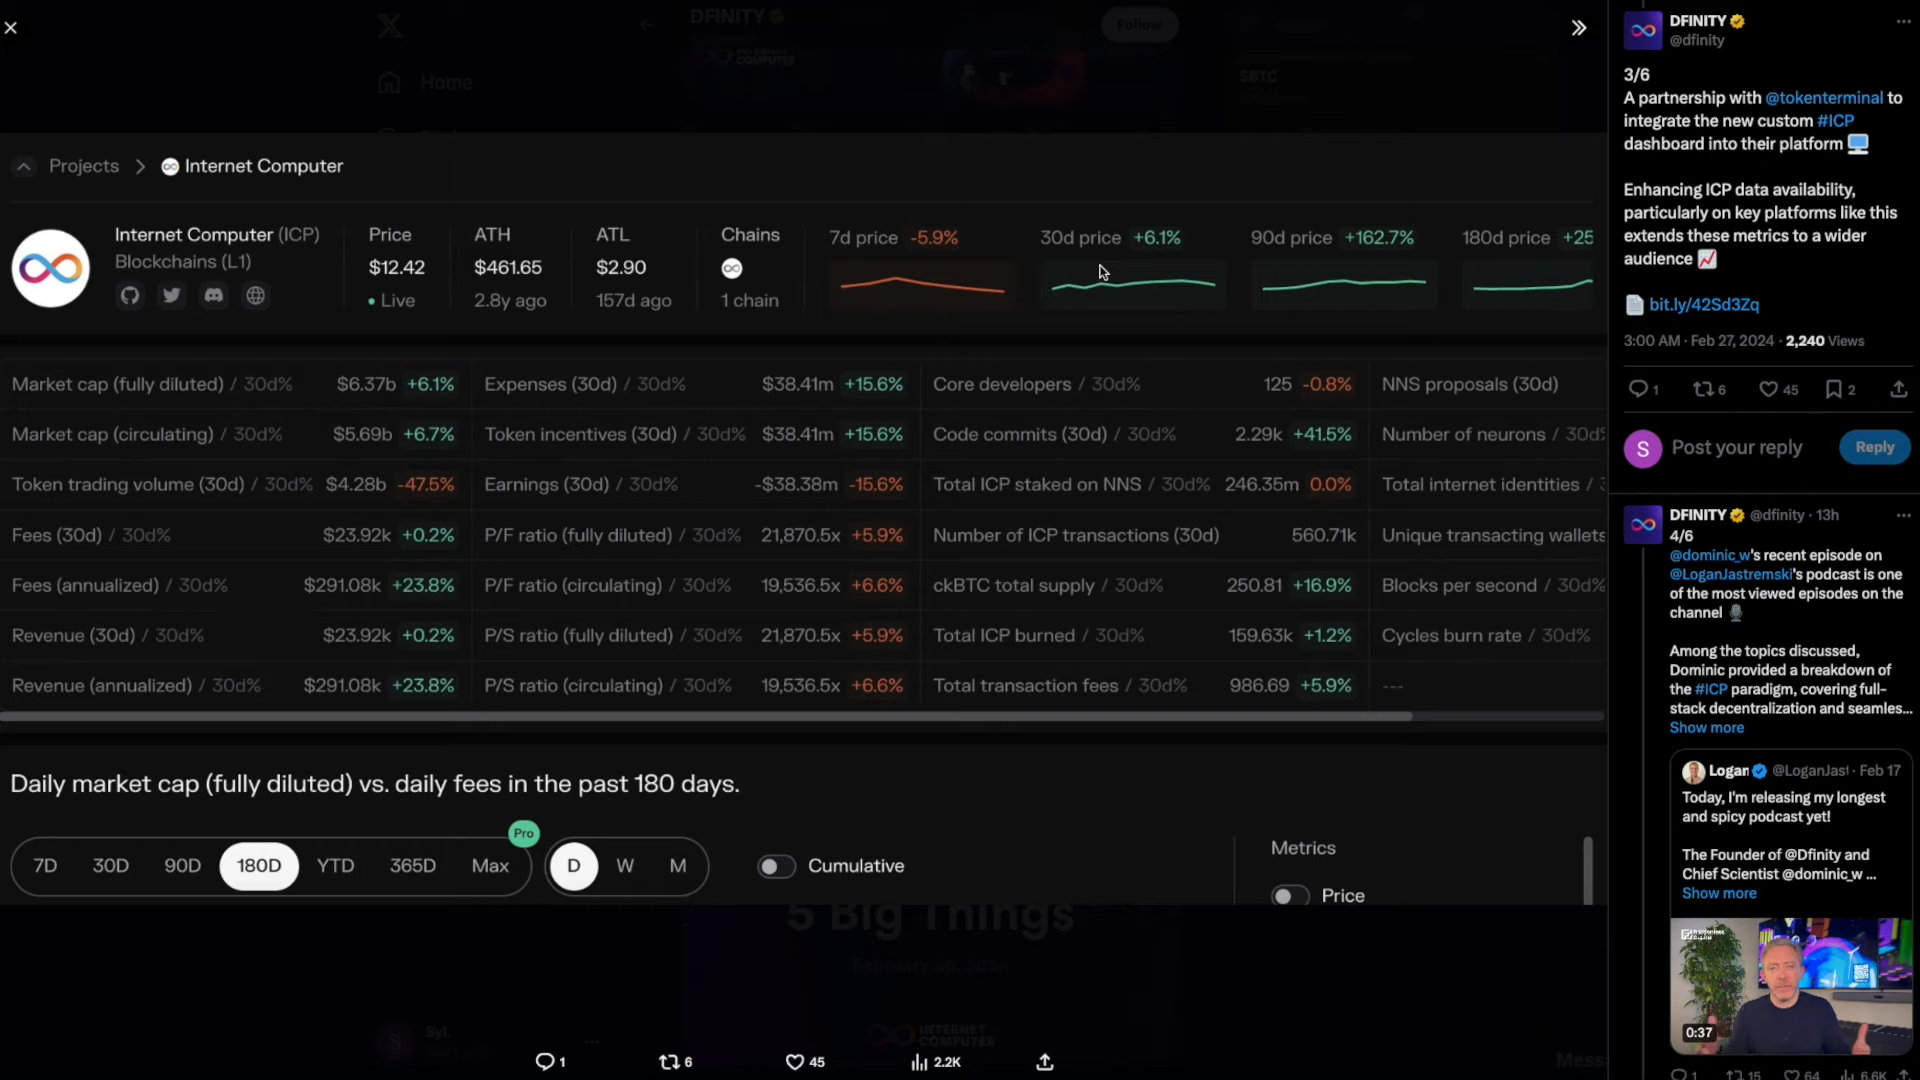 DFINITY
Follow
Home
$BTC
Projects
Internet Computer
Internet Computer (ICP)
Blockchains (L1)
Price
$12.42
Live
ATH
$461.65
2.8y ago
ATL
$2.90
157d ago
Chains
1 chain
7d price -5.9%
30d price +6.1%
90d price +162.7%
180d price +25
Market cap (fully diluted) / 30d% $6.37b +6.1%
Market cap (circulating) / 30d% $5.69b +6.7%
Token trading volume (30d) / 30d% $4.28b -47.5%
Fees (30d) / 30d% $23.92k +0.2%
Fees (annualized) / 30d% $291.08k +23.8%
Revenue (30d) / 30d% $23.92k +0.2%
Revenue (annualized) / 30d% $291.08k +23.8%
Expenses (30d) / 30d% $38.41m +15.6%
Token incentives (30d) / 30d% $38.41m +15.6%
Earnings (30d) / 30d% -$38.38m -15.6%
P/F ratio (fully diluted) / 30d% 21,870.5x +5.9%
P/F ratio (circulating) / 30d% 19,536.5x +6.6%
P/S ratio (fully diluted) / 30d% 21,870.5x +5.9%
P/S ratio (circulating) / 30d% 19,536.5x +6.6%
Core developers / 30d% 125 -0.8%
Code commits (30d) / 30d% 2.29k +41.5%
Total ICP staked on NNS / 30d% 246.35m 0.0%
Number of ICP transactions (30d) 560.71k
ckBTC total supply / 30d% 250.81 +16.9%
Total ICP burned / 30d% 159.63k +1.2%
Total transaction fees / 30d% 986.69 +5.9%
NNS proposals (30d)
Number of neurons / 30d%
Total internet identities /
Unique transacting wallets
Blocks per second / 30d%
Cycles burn rate / 30d%
---
Daily market cap (fully diluted) vs. daily fees in the past 180 days.
Pro
7D 30D 90D 180D YTD 365D Max
D W M
Cumulative
Metrics
Price
5 Big Things
February 26, 2024
INTERNET
COMPUTER
Syl.
1 6 45 2.2K
DFINITY
@dfinity
3/6
A partnership with @tokenterminal to
integrate the new custom #ICP
dashboard into their platform
Enhancing ICP data availability,
particularly on key platforms like this
extends these metrics to a wider
audience
bit.ly/42Sd3Zq
3:00 AM · Feb 27, 2024 · 2,240 Views
1 6 45 2
S Post your reply Reply
DFINITY @dfinity · 13h
4/6
@dominic_w's recent episode on
@LoganJastremski's podcast is one
of the most viewed episodes on the
channel
Among the topics discussed,
Dominic provided a breakdown of
the #ICP paradigm, covering full-
stack decentralization and seamles...
Show more
Logan @LoganJast · Feb 17
Today, I'm releasing my longest
and spicy podcast yet!
The Founder of @Dfinity and
Chief Scientist @dominic_w ...
Show more
0:37
1 15 64 6.6K